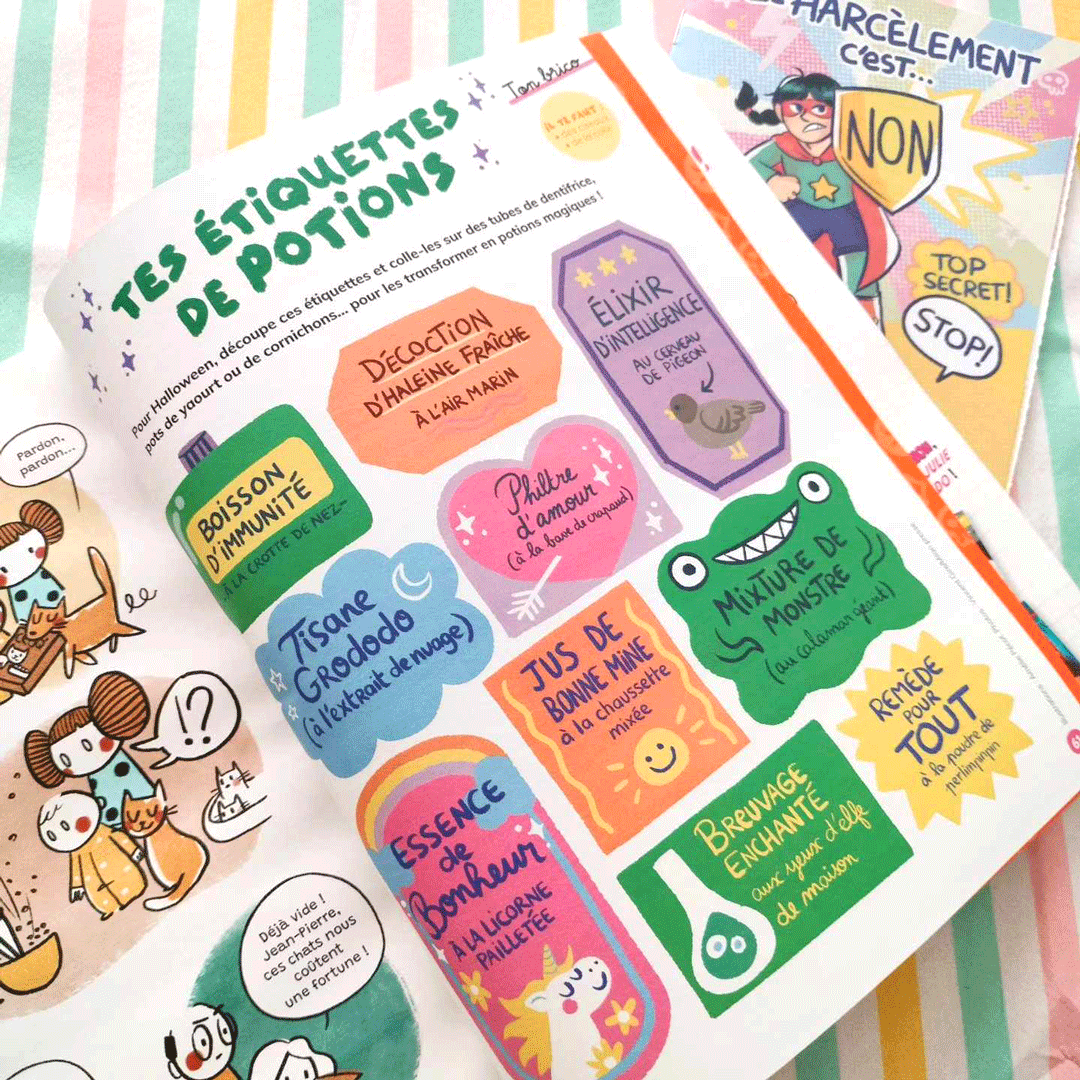 Ton brico
IL TE FAUT :
TES ÉTIQUETTES
DE POTIONS
Pour Halloween, découpe ces étiquettes et colle-les sur des tubes de dentifrice,
pots de yaourt ou de cornichons... pour les transformer en potions magiques !
DÉCOCTION
D'HALEINE FRAÎCHE
À L'AIR MARIN
ÉLIXIR
D'INTELLIGENCE
AU CERVEAU
DE PIGEON
BOISSON
D'IMMUNITÉ
À LA CROTTE DE NEZ
Philtre
d'amour
(à la bave de crapaud)
Tisane
Grododo
(à l'extrait de nuage)
MIXTURE DE
MONSTRE
(au calamar géant)
JUS DE
BONNE MINE
à la chaussette
mixée
REMÈDE
POUR
TOUT
à la poudre de
perlimpinpin
ESSENCE
de
Bonheur
À LA LICORNE
PAILLETÉE
BREUVAGE
ENCHANTÉ
aux yeux d'elfe
de maison
Pardon,
pardon...
!?
Déjà vide !
Jean-Pierre,
ces chats nous
coûtent
une fortune !
HARCÈLEMENT
C'EST...
NON
TOP
SECRET!
STOP!
JULIE